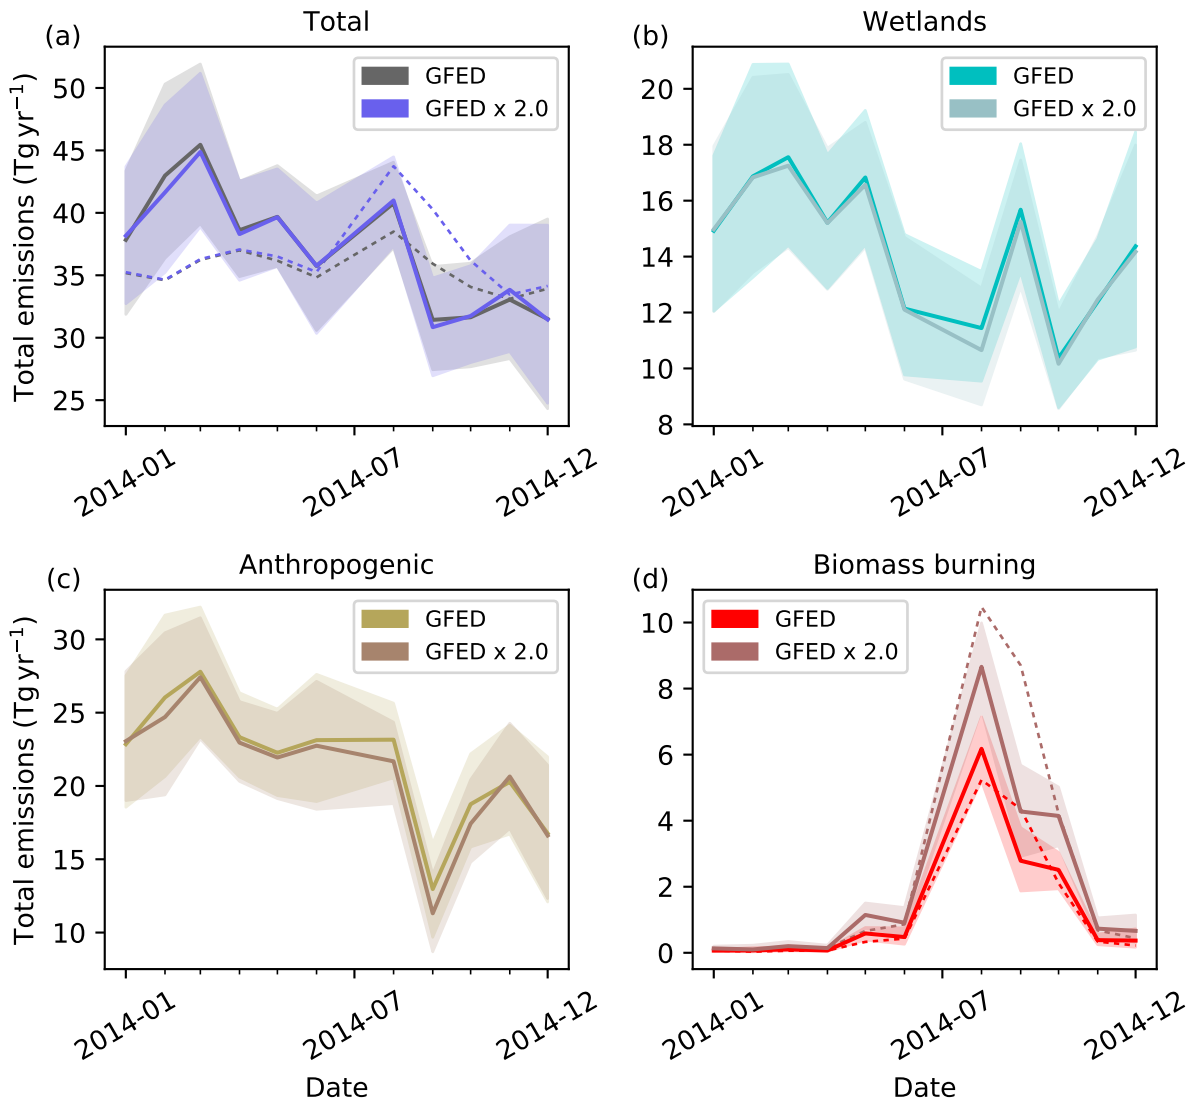 (a) Total
Total emissions (Tg yr⁻¹)
50
45
40
35
30
25
GFED
GFED x 2.0
2014-01
2014-07
2014-12
(b) Wetlands
20
18
16
14
12
10
8
GFED
GFED x 2.0
2014-01
2014-07
2014-12
(c) Anthropogenic
Total emissions (Tg yr⁻¹)
30
25
20
15
10
GFED
GFED x 2.0
2014-01
2014-07
2014-12
Date
(d) Biomass burning
10
8
6
4
2
0
GFED
GFED x 2.0
2014-01
2014-07
2014-12
Date